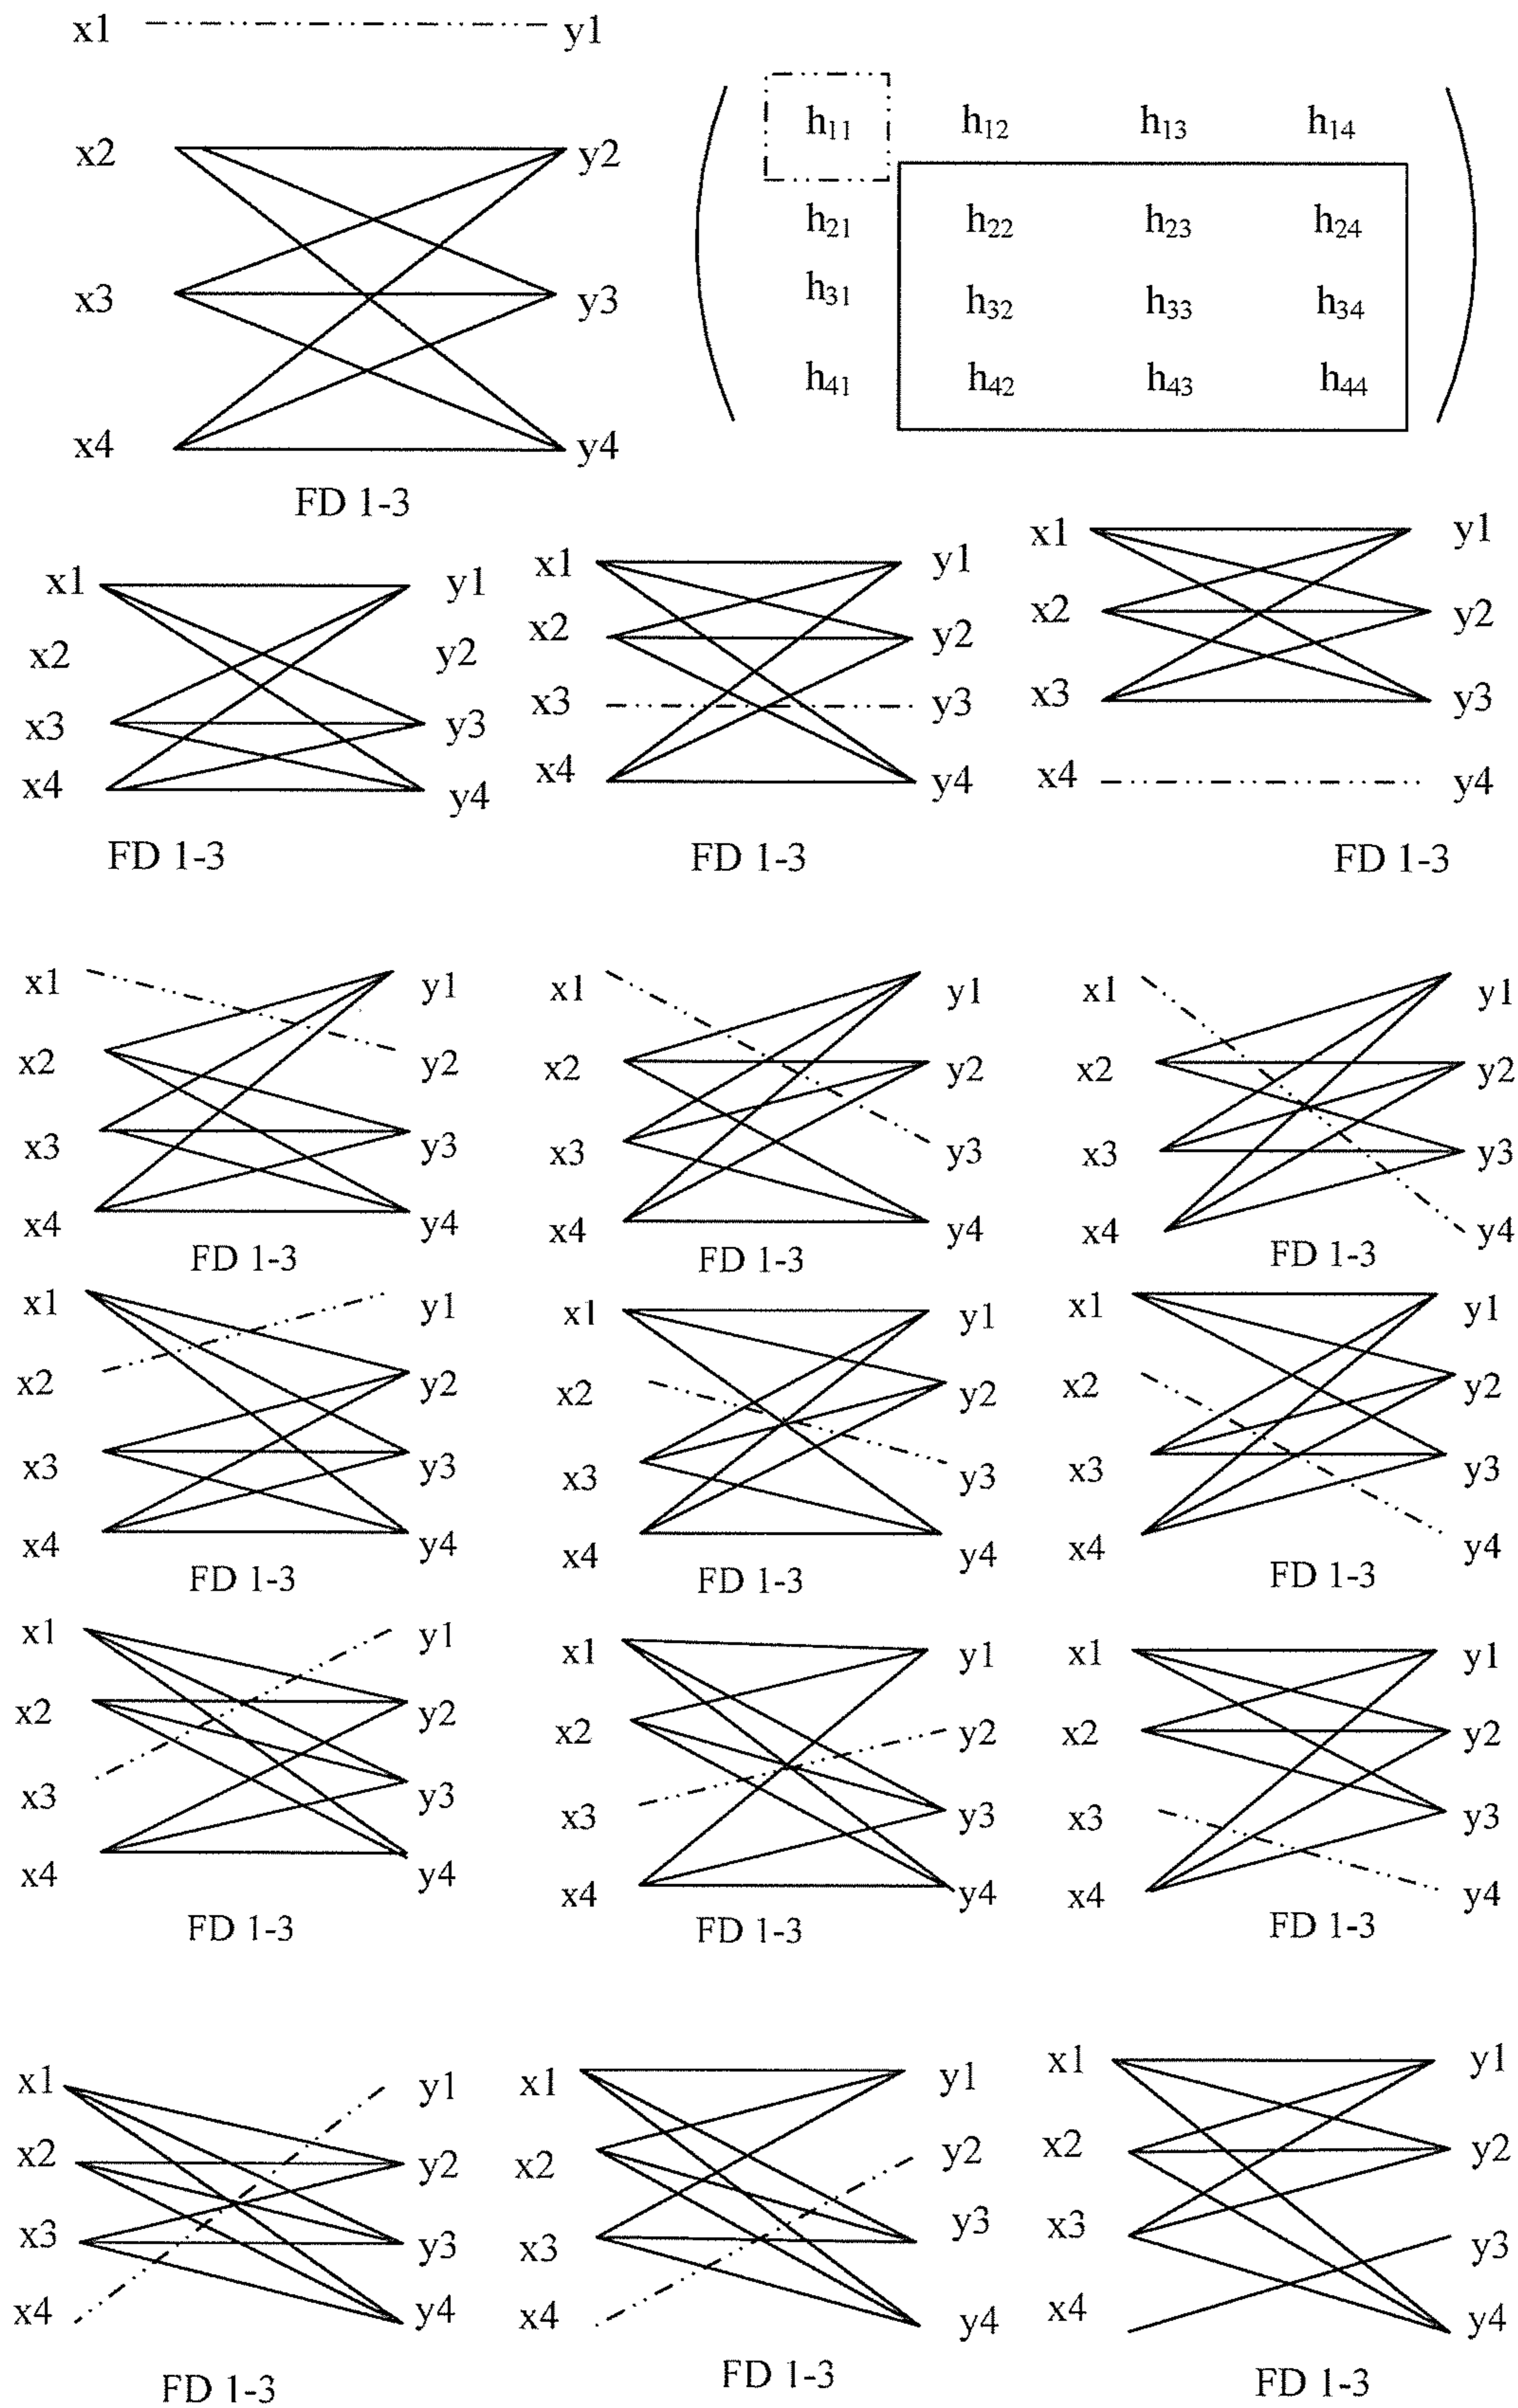 x1 y1
h11 h12 h13 h14
x2 y2
h21 h22 h23 h24
x3 y3
h31 h32 h33 h34
h41 h42 h43 h44
x4 y4
FD 1-3
x1 y1 x1 y1 x1 y1
x2 y2 x2 y2 x2 y2
x3 y3 x3 y3 x3 y3
x4 y4 x4 y4 x4 y4
FD 1-3 FD 1-3 FD 1-3
x1 y1 x1 y1 x1 y1
x2 y2 x2 y2 x2 y2
x3 y3 x3 y3 x3 y3
x4 y4 x4 y4 x4 y4
FD 1-3 FD 1-3 FD 1-3
x1 y1 x1 y1 x1 y1
x2 y2 x2 y2 x2 y2
x3 y3 x3 y3 x3 y3
x4 y4 x4 y4 x4 y4
FD 1-3 FD 1-3 FD 1-3
x1 y1 x1 y1 x1 y1
x2 y2 x2 y2 x2 y2
x3 y3 x3 y3 x3 y3
x4 y4 x4 y4 x4 y4
FD 1-3 FD 1-3 FD 1-3
x1 y1 x1 y1 x1 y1
x2 y2 x2 y2 x2 y2
x3 y3 x3 y3 x3 y3
x4 y4 x4 y4 x4 y4
FD 1-3 FD 1-3 FD 1-3